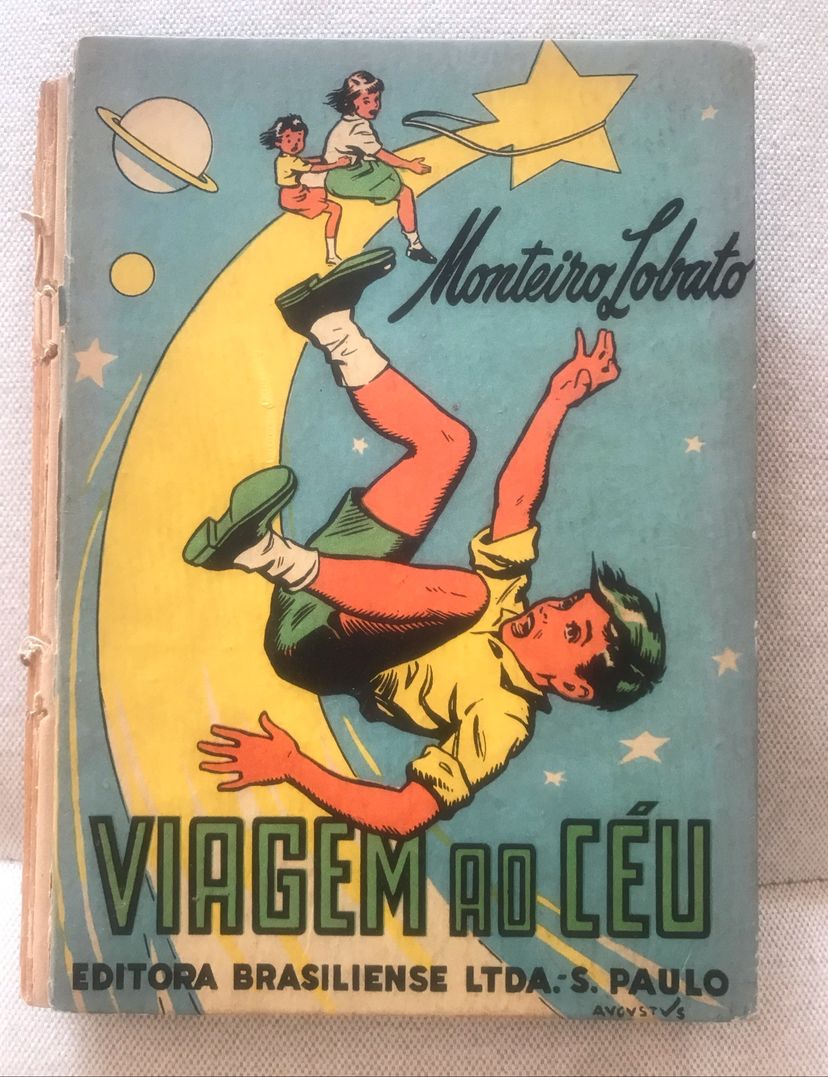 Monteiro Lobato
VIAGEM AO CÉU
EDITORA BRASILIENSE LTDA.-S. PAULO
AVGVSTVS